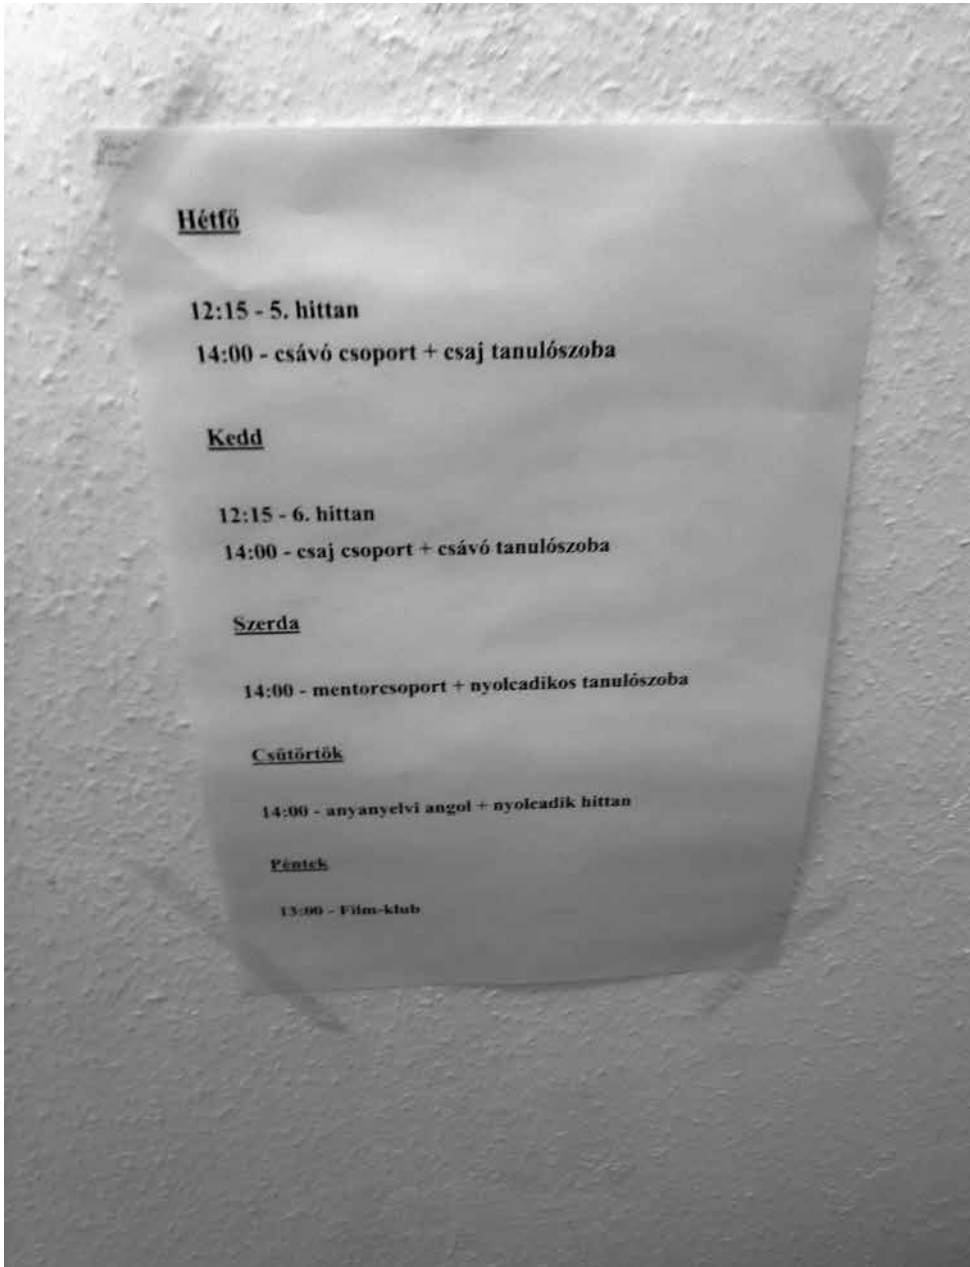 Hétfő
12:15 - 5. hittan
14:00 - csávó csoport + csaj tanulószoba
Kedd
12:15 - 6. hittan
14:00 - csaj csoport + csávó tanulószoba
Szerda
14:00 - mentorcsoport + nyolcadikos tanulószoba
Csütörtök
14:00 - anyanyelvi angol + nyolcadik hittan
Péntek
13:00 - Film-klub